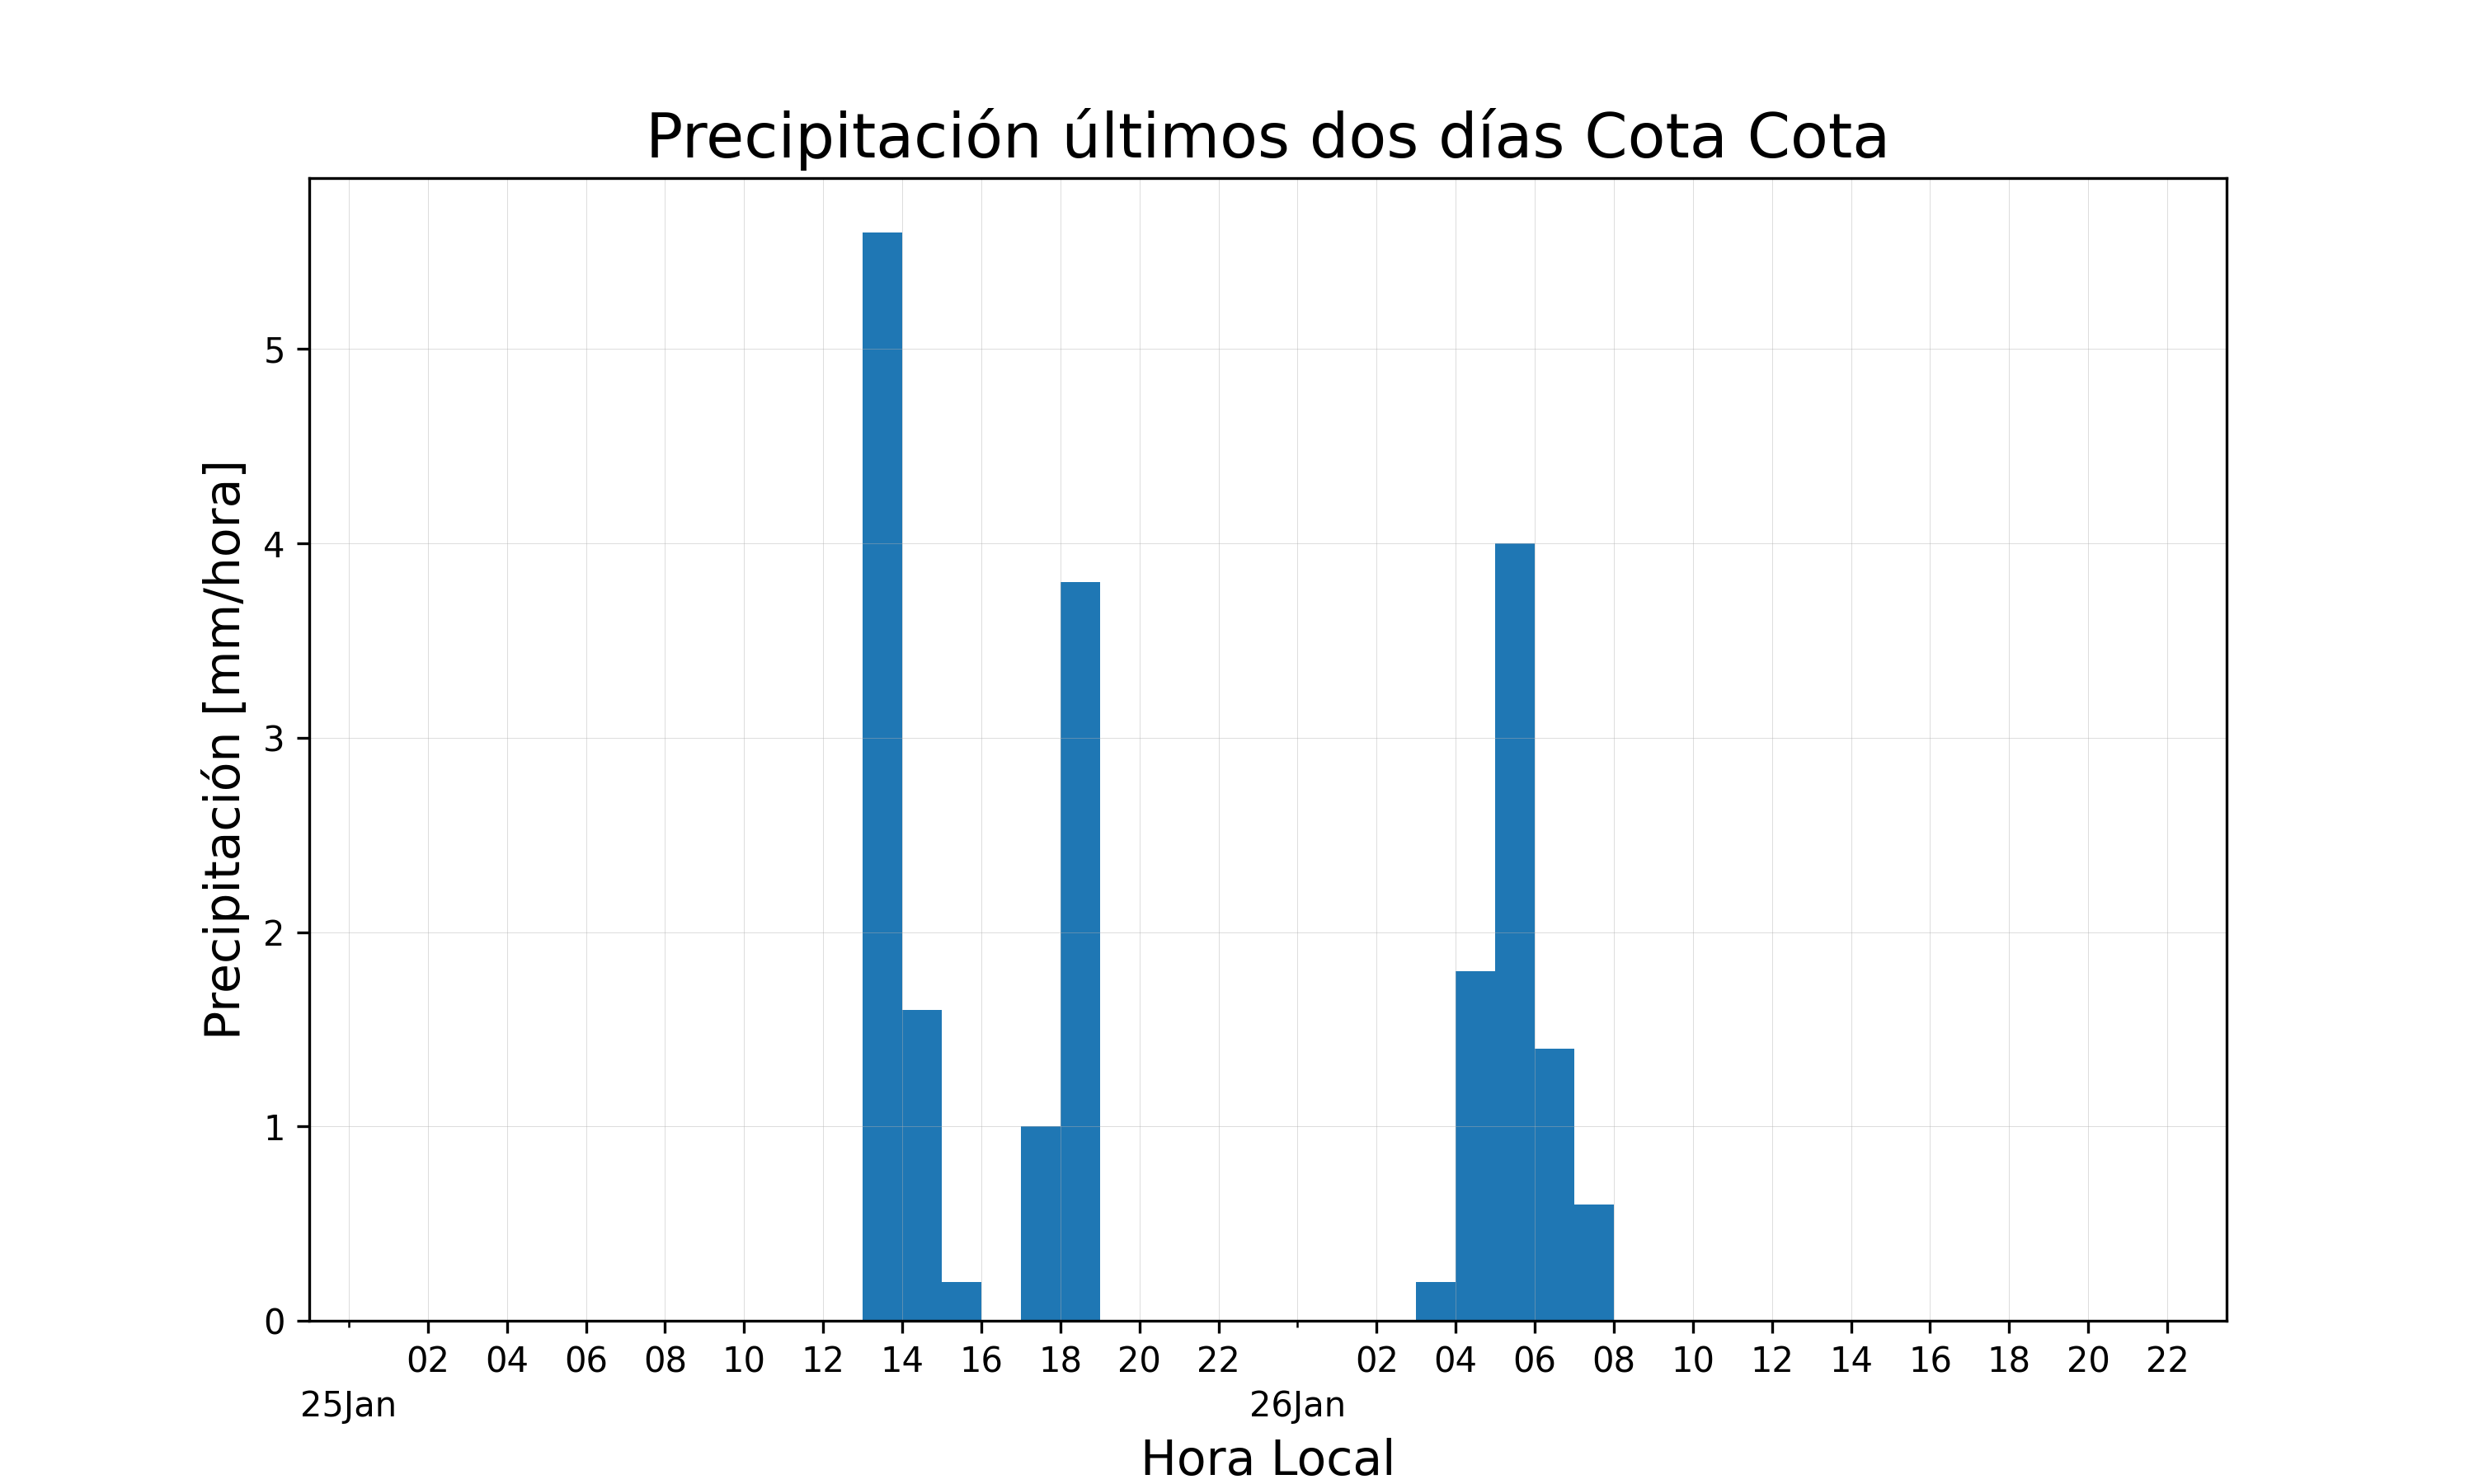 Precipitación últimos dos días Cota Cota
Precipitación [mm/hora]
5
4
3
2
1
0
02 04 06 08 10 12 14 16 18 20 22 02 04 06 08 10 12 14 16 18 20 22
25Jan 26Jan
Hora Local